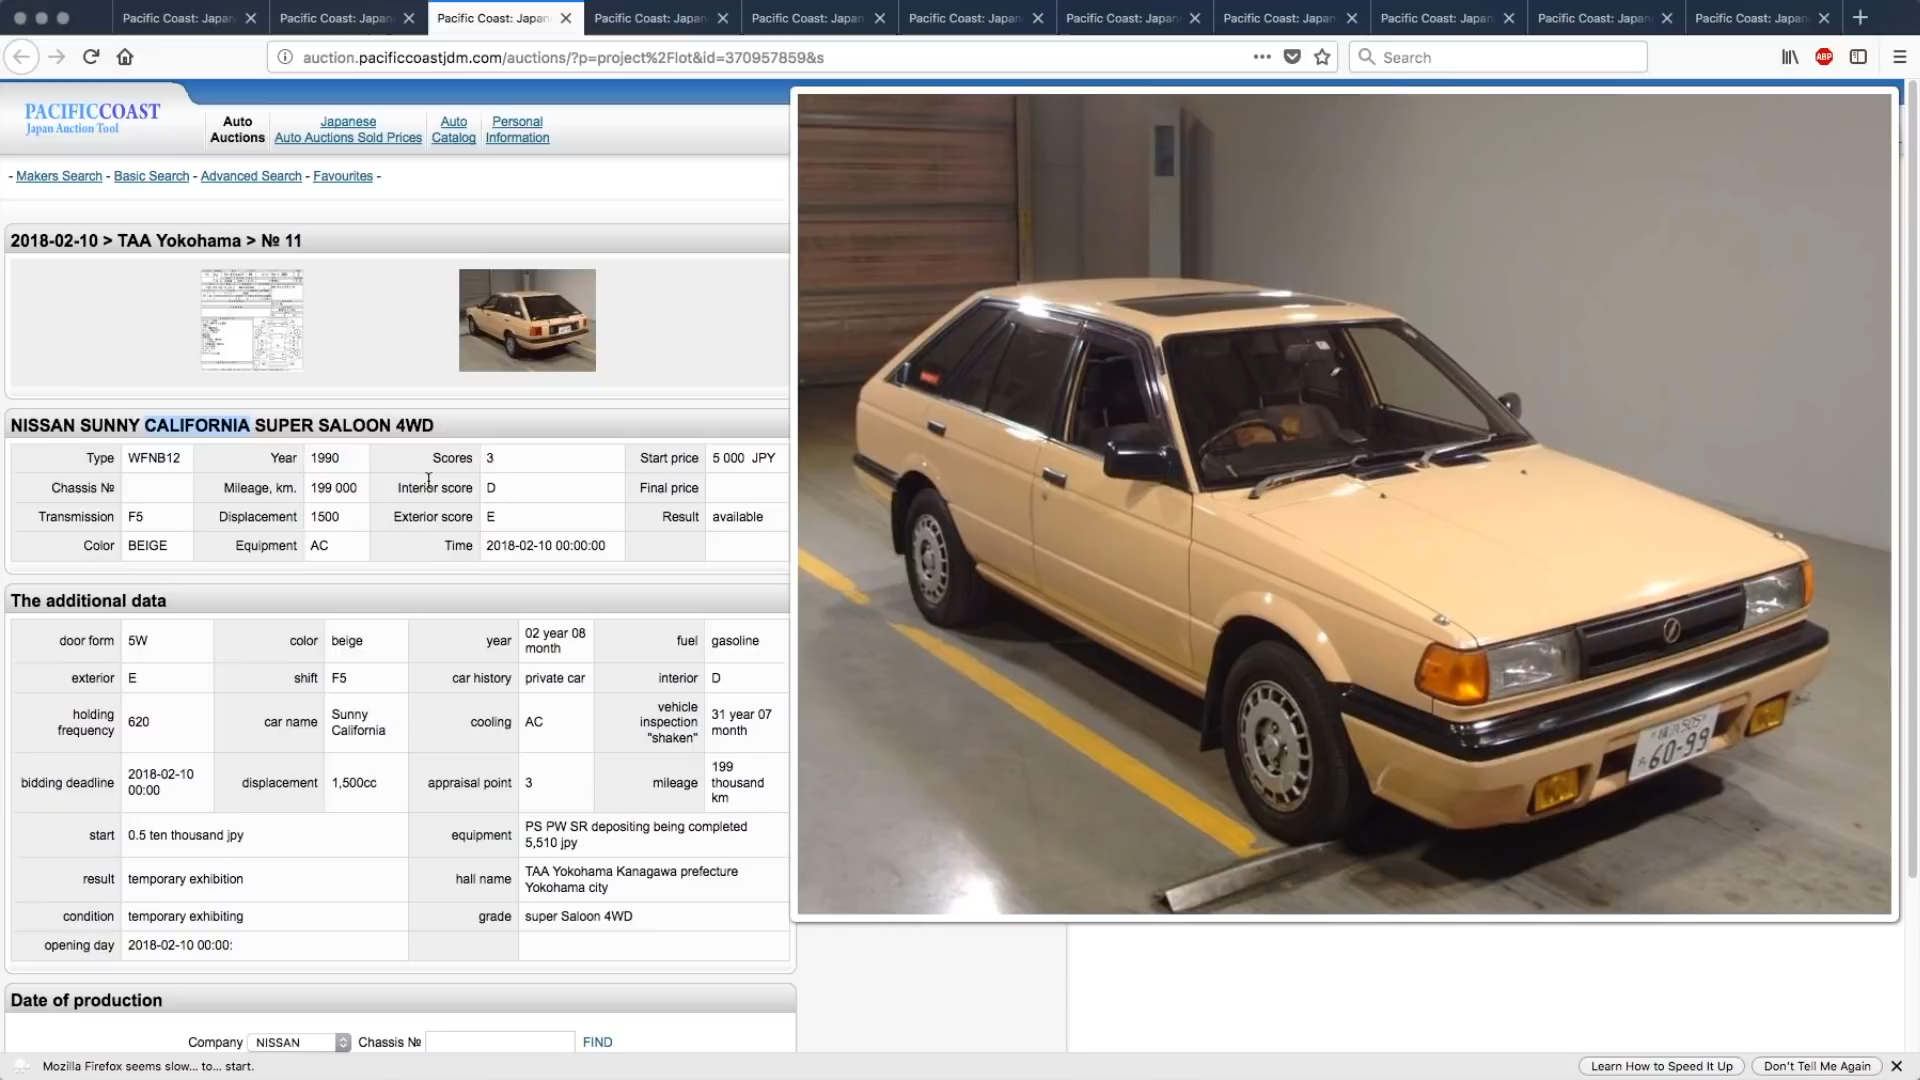 Pacific Coast: Japan
Pacific Coast: Japan
Pacific Coast: Japan
Pacific Coast: Japan
Pacific Coast: Japan
Pacific Coast: Japan
Pacific Coast: Japan
Pacific Coast: Japan
Pacific Coast: Japan
Pacific Coast: Japan
Pacific Coast: Japan
auction.pacificcoastjdm.com/auctions/?p=project%2Flot&id=370957859&s
Search
ABP
PACIFICCOAST
Japan Auction Tool
Auto Auctions
Japanese Auto Auctions Sold Prices
Auto Catalog
Personal Information
- Makers Search - Basic Search - Advanced Search - Favourites -
2018-02-10 > TAA Yokohama > № 11
NISSAN SUNNY CALIFORNIA SUPER SALOON 4WD
Type WFNB12 Year 1990 Scores 3 Start price 5 000 JPY
Chassis № Mileage, km. 199 000 Interior score D Final price
Transmission F5 Displacement 1500 Exterior score E Result available
Color BEIGE Equipment AC Time 2018-02-10 00:00:00
The additional data
door form 5W color beige year 02 year 08 month fuel gasoline
exterior E shift F5 car history private car interior D
holding frequency 620 car name Sunny California cooling AC vehicle inspection "shaken" 31 year 07 month
bidding deadline 2018-02-10 00:00 displacement 1,500cc appraisal point 3 mileage 199 thousand km
start 0.5 ten thousand jpy equipment PS PW SR depositing being completed 5,510 jpy
result temporary exhibition hall name TAA Yokohama Kanagawa prefecture Yokohama city
condition temporary exhibiting grade super Saloon 4WD
opening day 2018-02-10 00:00:
60-99
Date of production
Company NISSAN Chassis № FIND
Mozilla Firefox seems slow... to... start.
Learn How to Speed It Up
Don't Tell Me Again